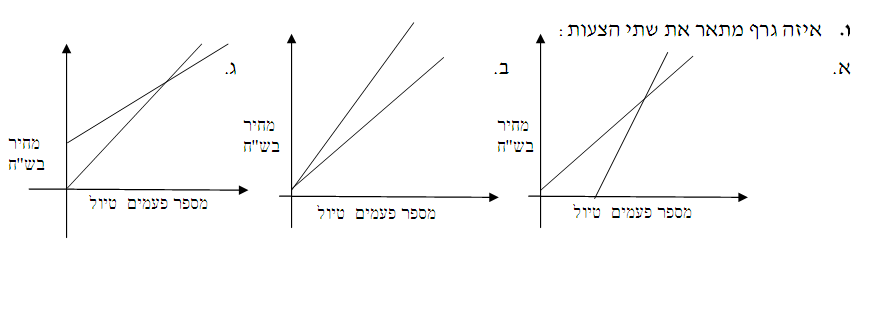 ו. איזה גרף מתאר את שתי הצעות :
א.
מחיר
בש"ח
מספר פעמים טיול
ב.
מחיר
בש"ח
מספר פעמים טיול
ג.
מחיר
בש"ח
מספר פעמים טיול